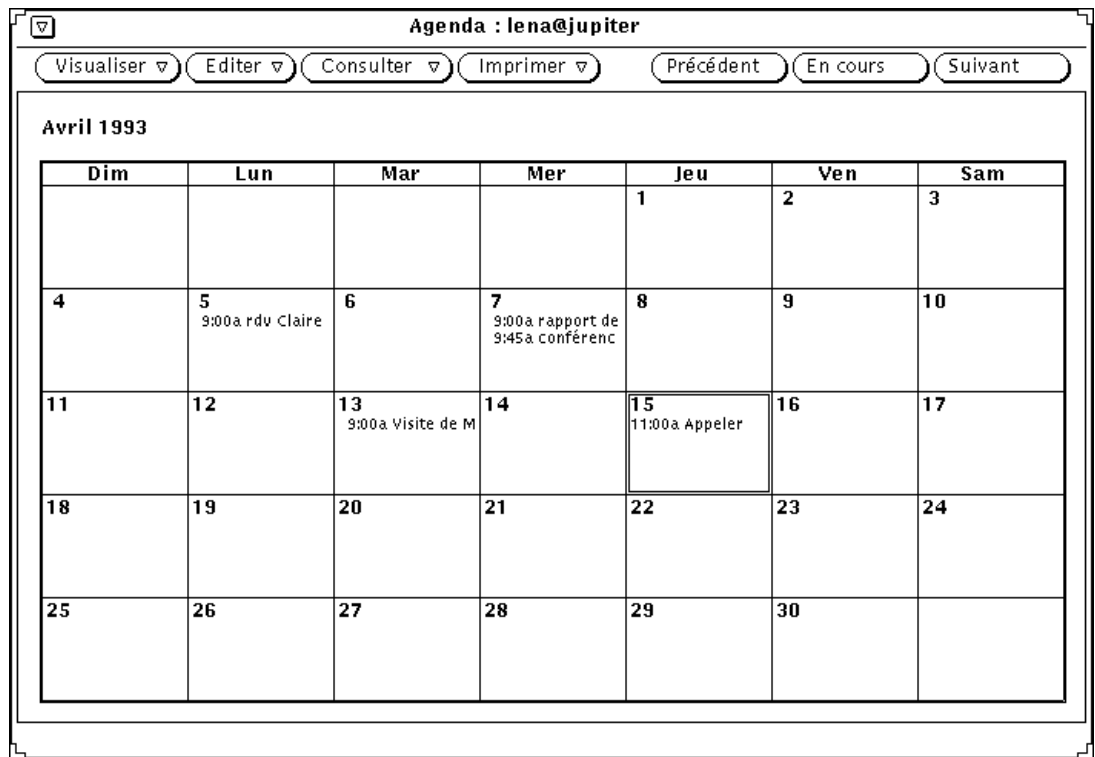 Agenda : lena@jupiter
Visualiser Editer Consulter Imprimer Précédent En cours Suivant
Avril 1993
Dim Lun Mar Mer Jeu Ven Sam
1 2 3
4 5 6 7 8 9 10
9:00a rdv Claire 9:00a rapport de
9:45a conférenc
11 12 13 14 15 16 17
9:00a Visite de M 11:00a Appeler
18 19 20 21 22 23 24
25 26 27 28 29 30